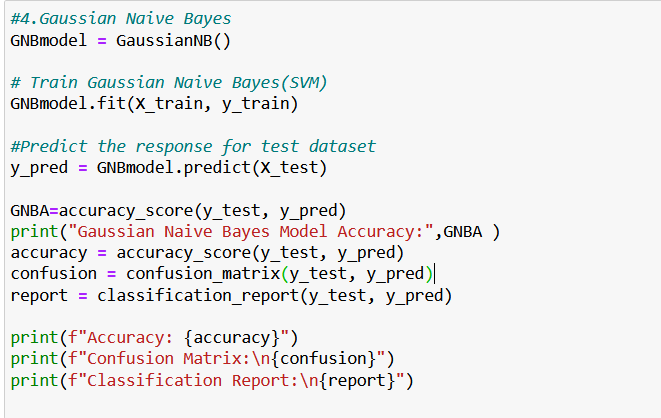 #4.Gaussian Naive Bayes
GNBmodel = GaussianNB()
# Train Gaussian Naive Bayes(SVM)
GNBmodel.fit(X_train, y_train)
#Predict the response for test dataset
y_pred = GNBmodel.predict(X_test)
GNBA=accuracy_score(y_test, y_pred)
print("Gaussian Naive Bayes Model Accuracy:",GNBA )
accuracy = accuracy_score(y_test, y_pred)
confusion = confusion_matrix(y_test, y_pred)
report = classification_report(y_test, y_pred)
print(f"Accuracy: {accuracy}")
print(f"Confusion Matrix:\n{confusion}")
print(f"Classification Report:\n{report}")